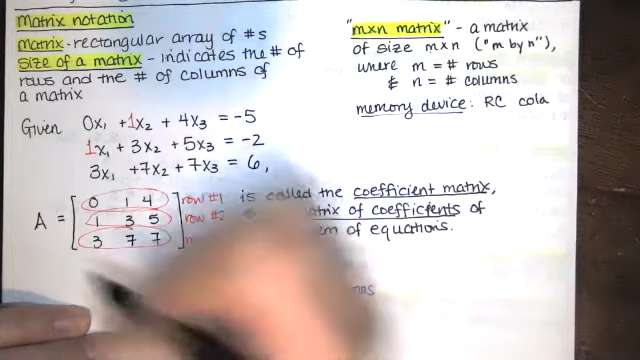 Matrix notation
Matrix - rectangular array of #s
size of a matrix - indicates the # of
rows and the # of columns of
a matrix
"mxn matrix" - a matrix
of size mxn ("m by n"),
where m = # rows
& n = # columns
memory device: RC cola
Given 0x₁ + 1x₂ + 4x₃ = -5
1x₁ + 3x₂ + 5x₃ = -2
3x₁ + 7x₂ + 7x₃ = 6,
A = [ 0 1 4 ] row #1 is called the coefficient matrix,
1 3 5 row # matrix of coefficients of
3 7 7 of equations.